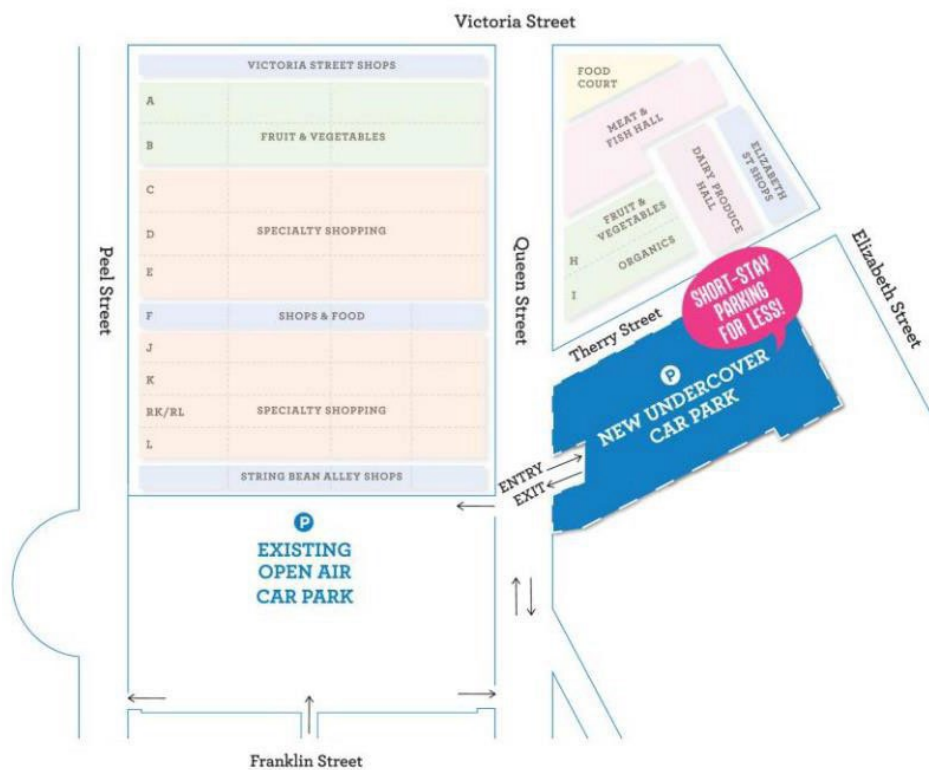 Victoria Street
VICTORIA STREET SHOPS
A
B
FRUIT & VEGETABLES
C
D
SPECIALTY SHOPPING
E
F
SHOPS & FOOD
J
K
RK/RL
SPECIALTY SHOPPING
L
STRING BEAN ALLEY SHOPS
Peel Street
Queen Street
FOOD
COURT
MEAT &
FISH HALL
DAIRY PRODUCE
HALL
ELIZABETH
ST SHOPS
FRUIT &
VEGETABLES
H
ORGANICS
I
Elizabeth Street
Therry Street
SHORT-STAY
PARKING
FOR LESS!
P
NEW UNDERCOVER
CAR PARK
ENTRY
EXIT
P
EXISTING
OPEN AIR
CAR PARK
Franklin Street